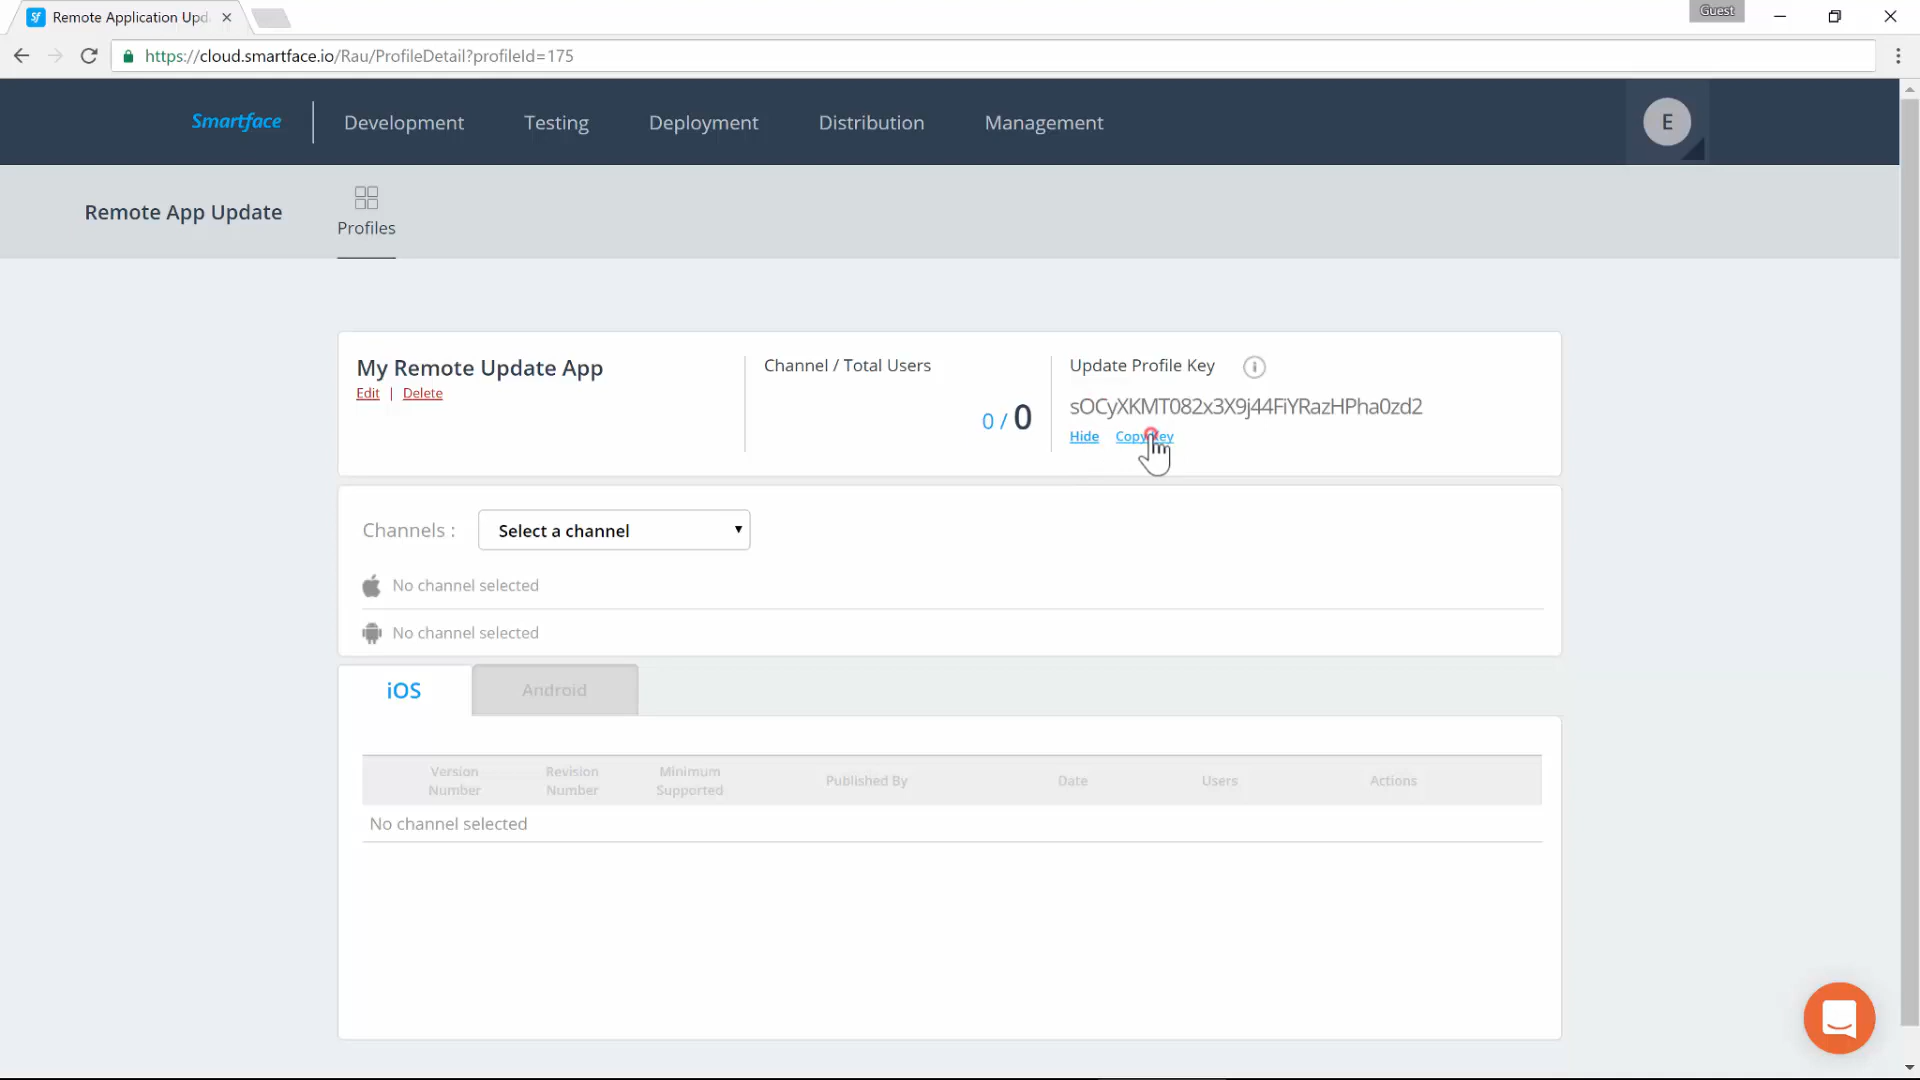 Remote Application Upd
Guest
https://cloud.smartface.io/Rau/ProfileDetail?profileId=175
Smartface
Development
Testing
Deployment
Distribution
Management
E
Remote App Update
Profiles
My Remote Update App
Edit | Delete
Channel / Total Users
0 / 0
Update Profile Key
sOCyXKMT082x3X9j44FiYRazHPha0zd2
Hide Copy Key
Channels :
Select a channel
No channel selected
No channel selected
iOS
Android
Version
Number
Revision
Number
Minimum
Supported
Published By
Date
Users
Actions
No channel selected